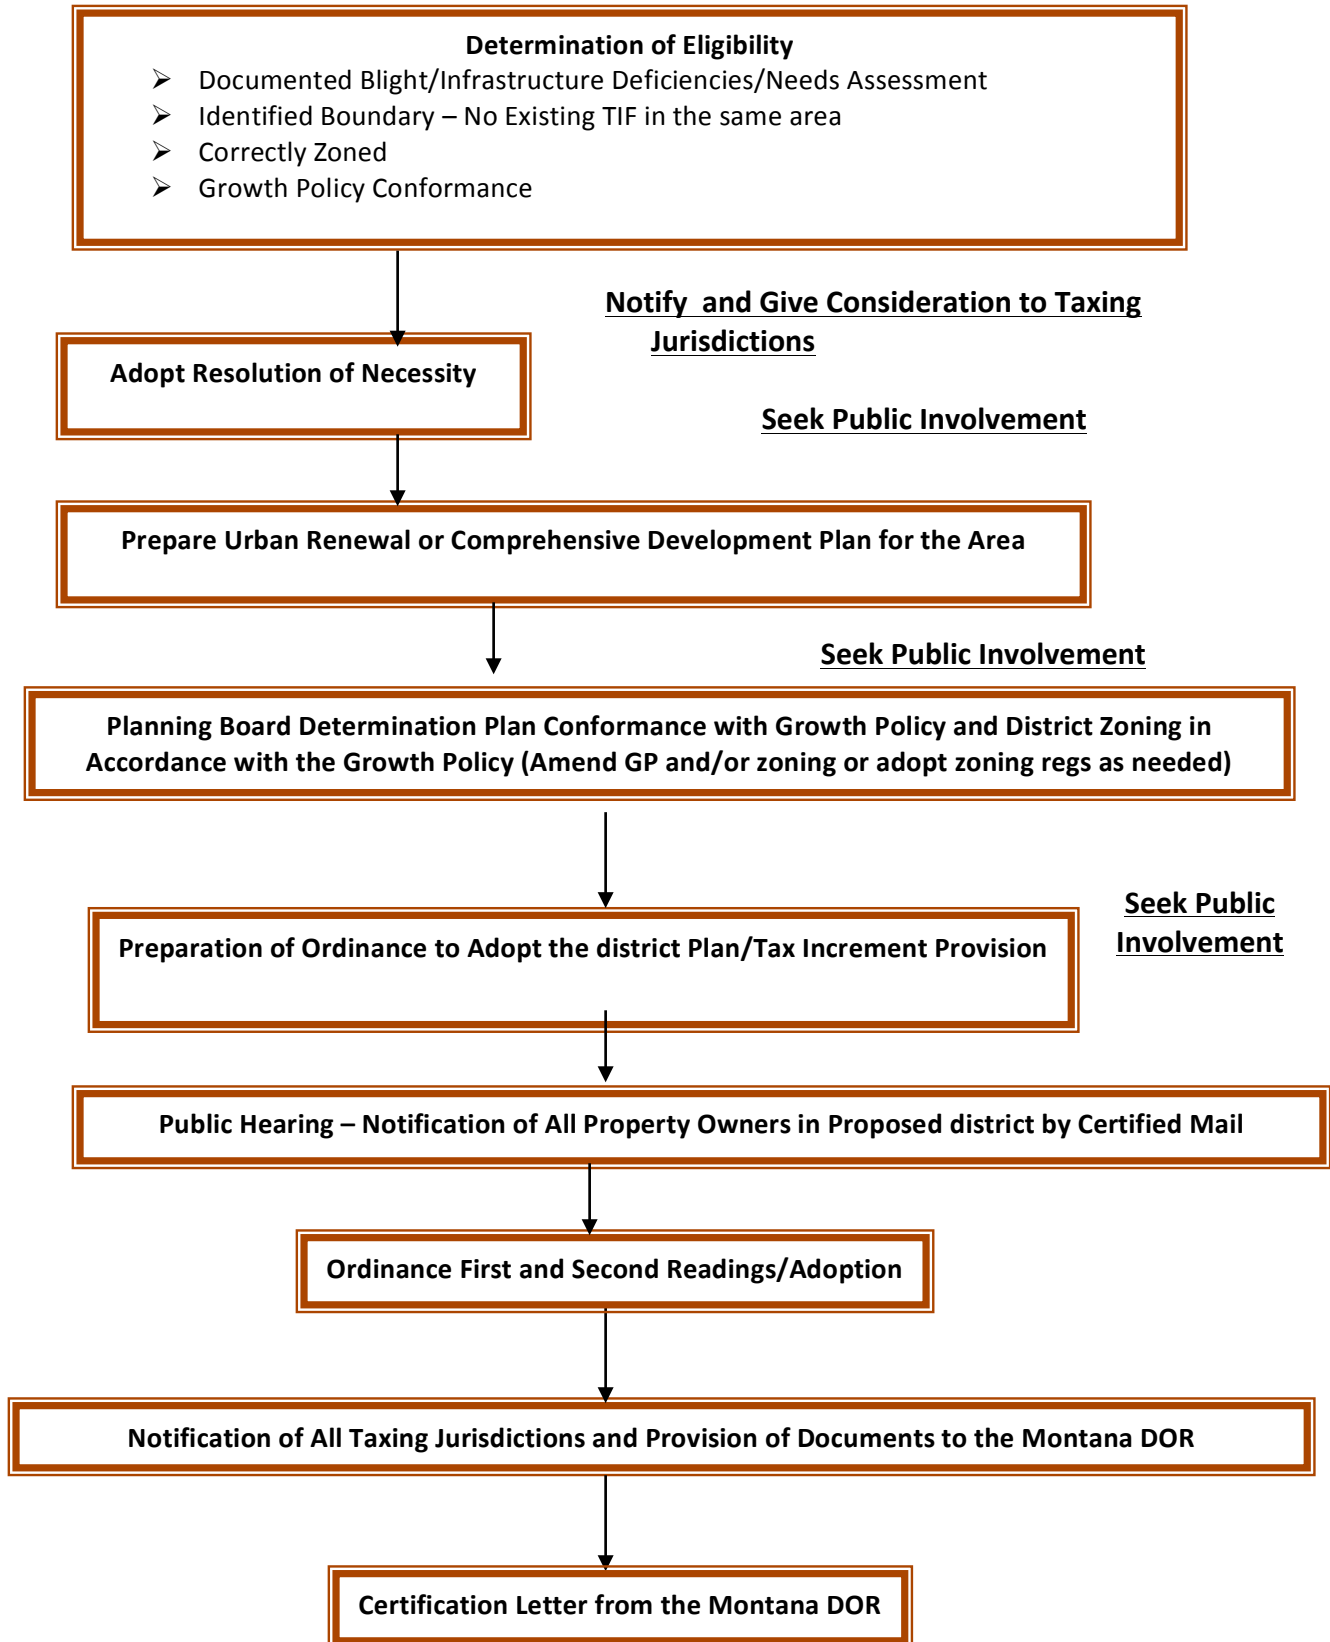 Determination of Eligibility
➢ Documented Blight/Infrastructure Deficiencies/Needs Assessment
➢ Identified Boundary – No Existing TIF in the same area
➢ Correctly Zoned
➢ Growth Policy Conformance
Notify and Give Consideration to Taxing
Jurisdictions
Adopt Resolution of Necessity
Seek Public Involvement
Prepare Urban Renewal or Comprehensive Development Plan for the Area
Seek Public Involvement
Planning Board Determination Plan Conformance with Growth Policy and District Zoning in
Accordance with the Growth Policy (Amend GP and/or zoning or adopt zoning regs as needed)
Seek Public
Involvement
Preparation of Ordinance to Adopt the district Plan/Tax Increment Provision
Public Hearing – Notification of All Property Owners in Proposed district by Certified Mail
Ordinance First and Second Readings/Adoption
Notification of All Taxing Jurisdictions and Provision of Documents to the Montana DOR
Certification Letter from the Montana DOR